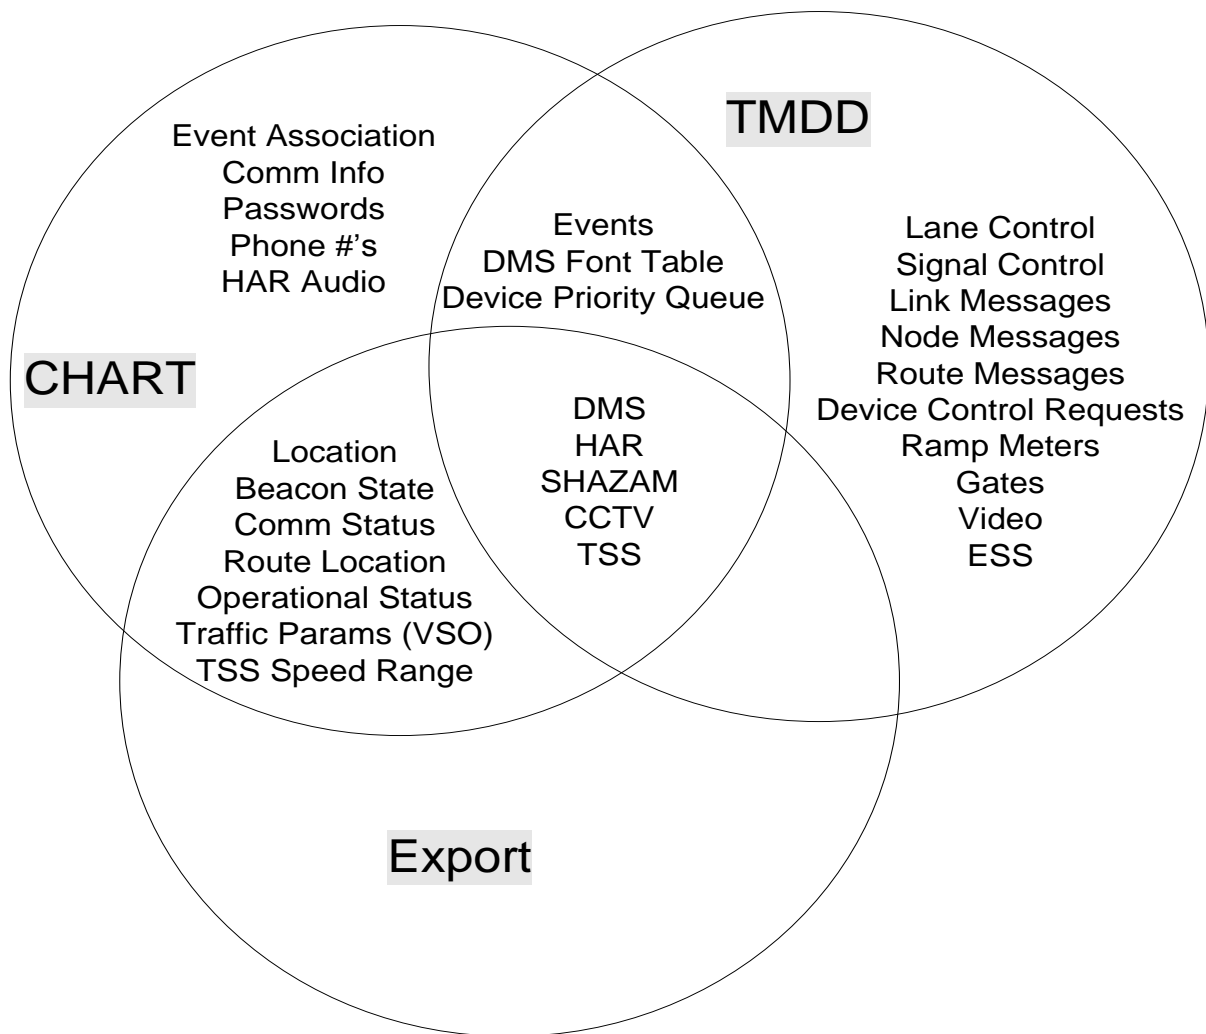 TMDD
Event Association
Comm Info
Passwords
Phone #’s
HAR Audio
Events
DMS Font Table
Device Priority Queue
Lane Control
Signal Control
Link Messages
Node Messages
Route Messages
Device Control Requests
Ramp Meters
Gates
Video
ESS
CHART
DMS
HAR
SHAZAM
CCTV
TSS
Location
Beacon State
Comm Status
Route Location
Operational Status
Traffic Params (VSO)
TSS Speed Range
Export